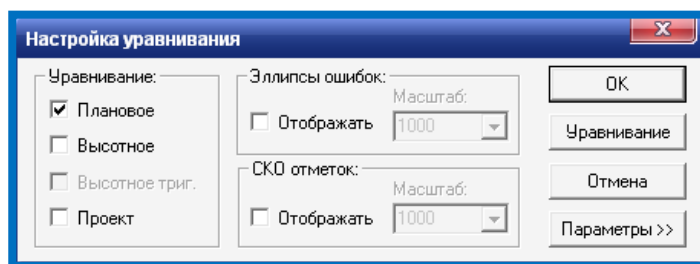 Настройка уравнивания
Уравнивание:
Плановое
Высотное
Высотное триг.
Проект
Эллипсы ошибок:
Масштаб:
Отображать
1000
СКО отметок:
Масштаб:
Отображать
1000
OK
Уравнивание
Отмена
Параметры >>